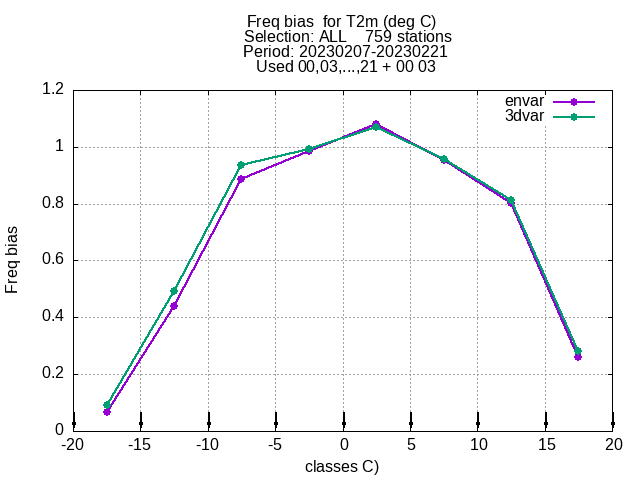 Freq bias  for T2m (deg C)
Selection: ALL    759 stations
Period: 20230207-20230221
Used 00,03,...,21 + 00 03
envar
3dvar
Freq bias
1.2
1
0.8
0.6
0.4
0.2
0
-20 -15 -10 -5 0 5 10 15 20
classes C)